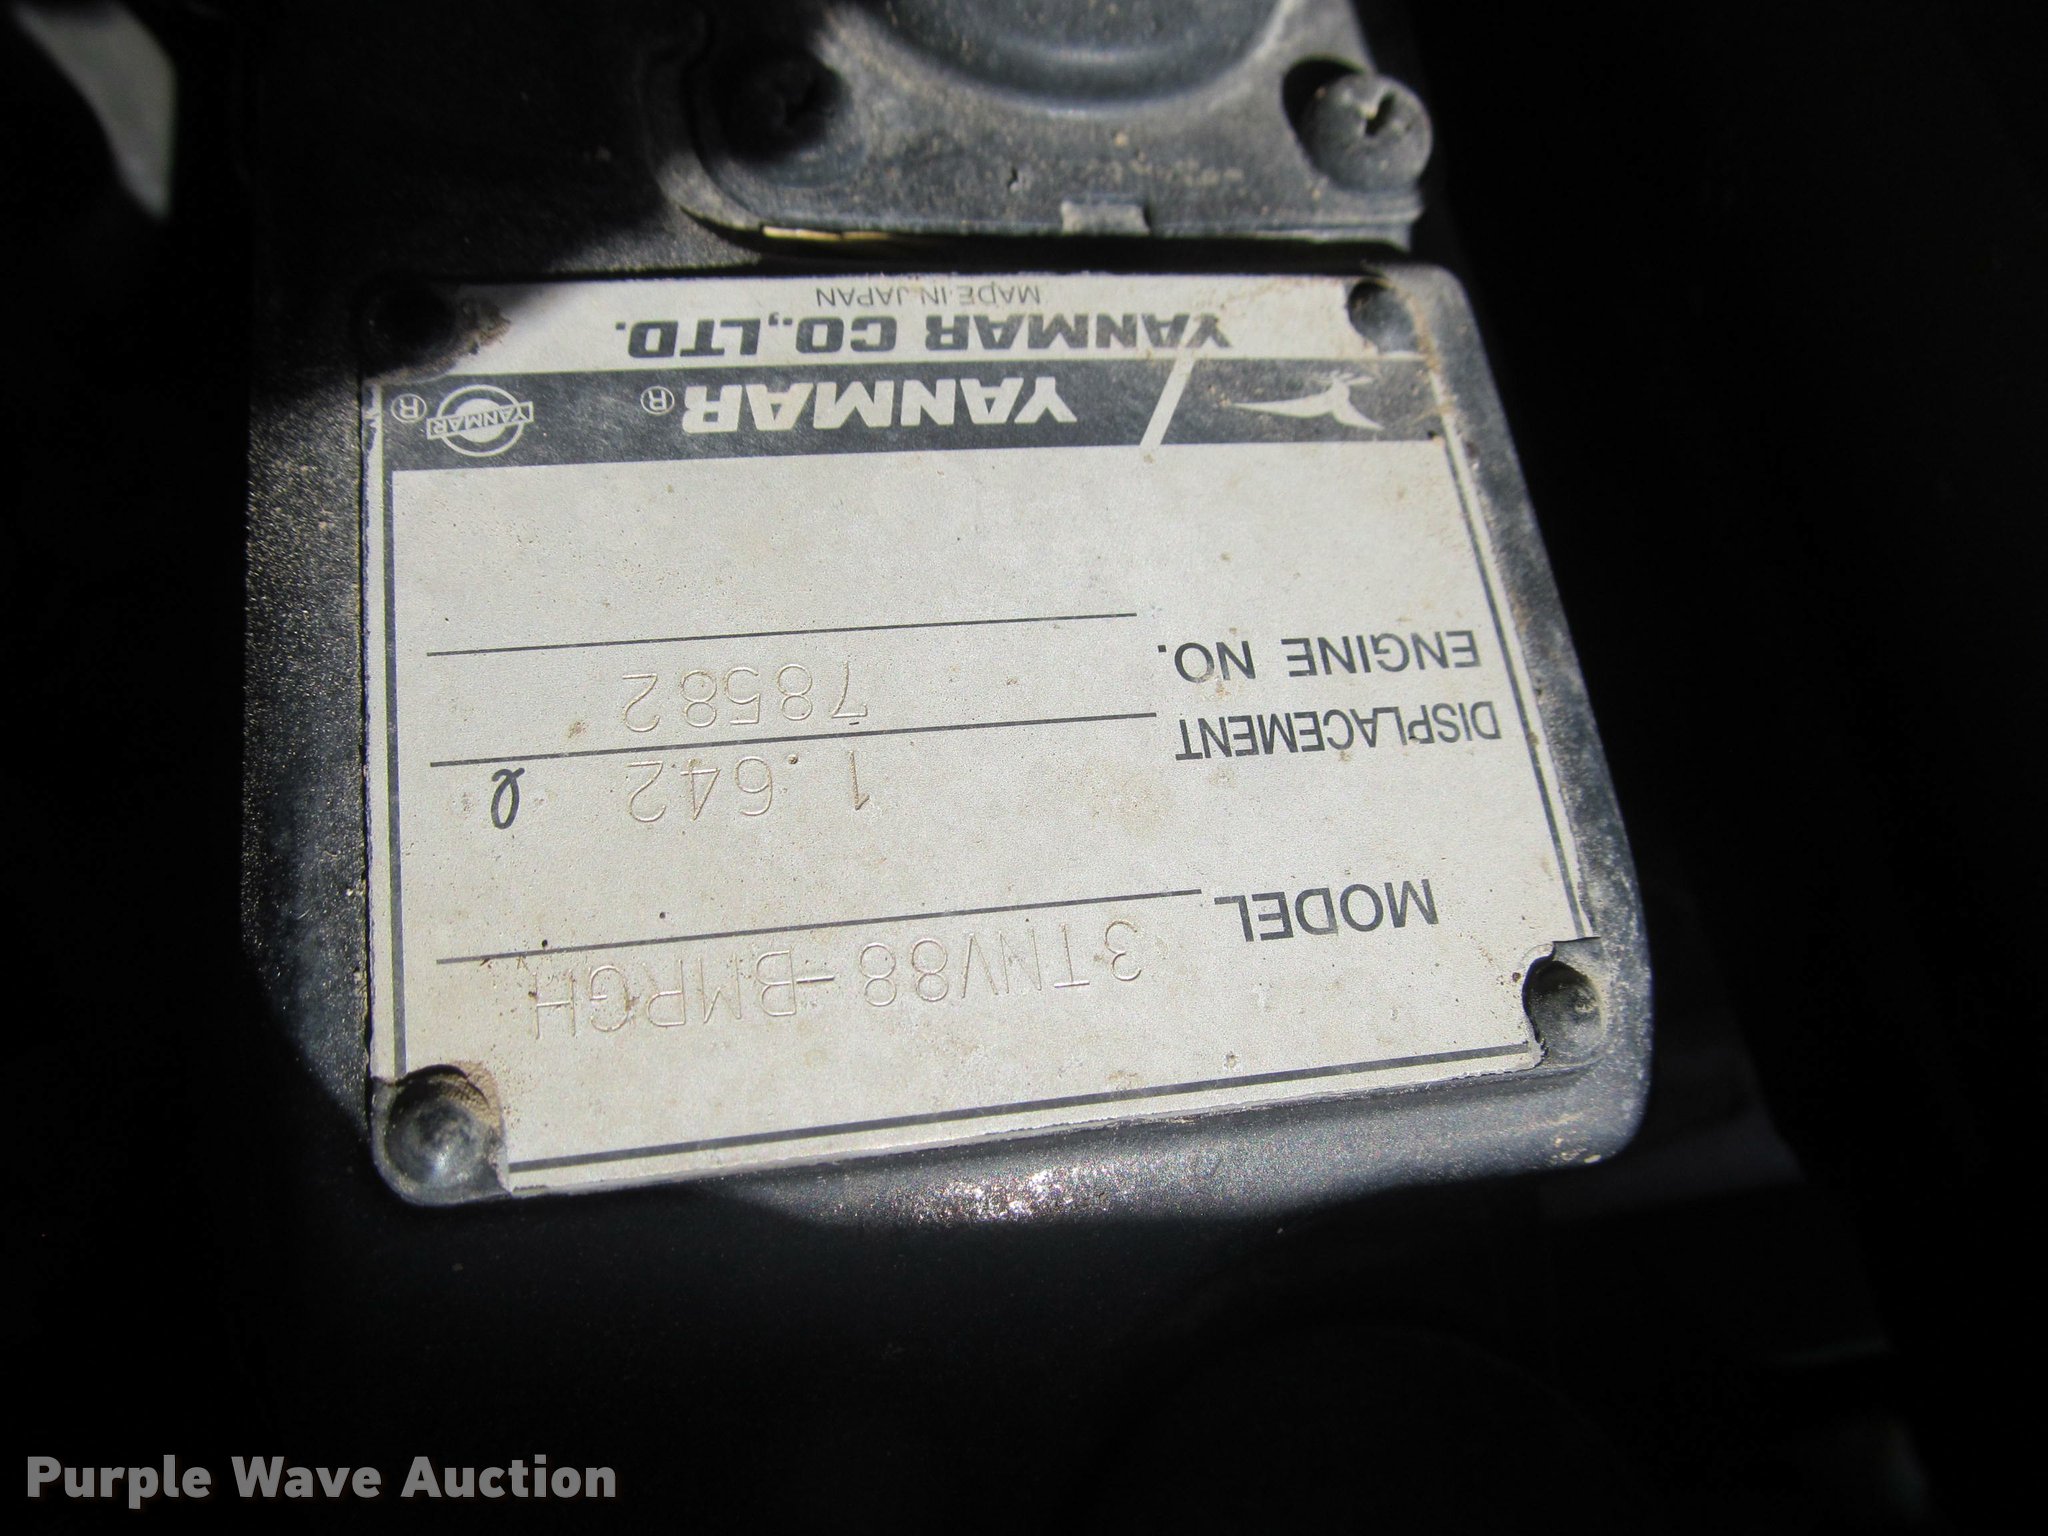 MODEL 3TNV88-BMRGH
DISPLACEMENT 1.642 ℓ
ENGINE NO. 78582
YANMAR® YANMAR ®
YANMAR CO.,LTD.
MADE IN JAPAN
Purple Wave Auction